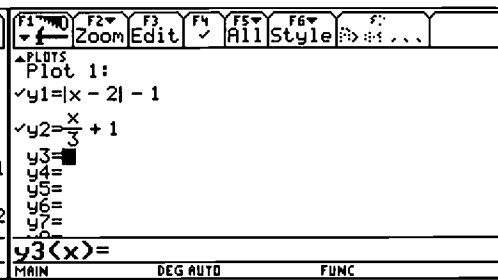 F1 F2 F3 F4 F5 F6 F7
Zoom Edit ✓ All Style
PLOTS
Plot 1:
✓y1=|x - 2| - 1
✓y2=x/3 + 1
y3=
y4=
y5=
y6=
y7=
y3(x)=
MAIN DEG AUTO FUNC